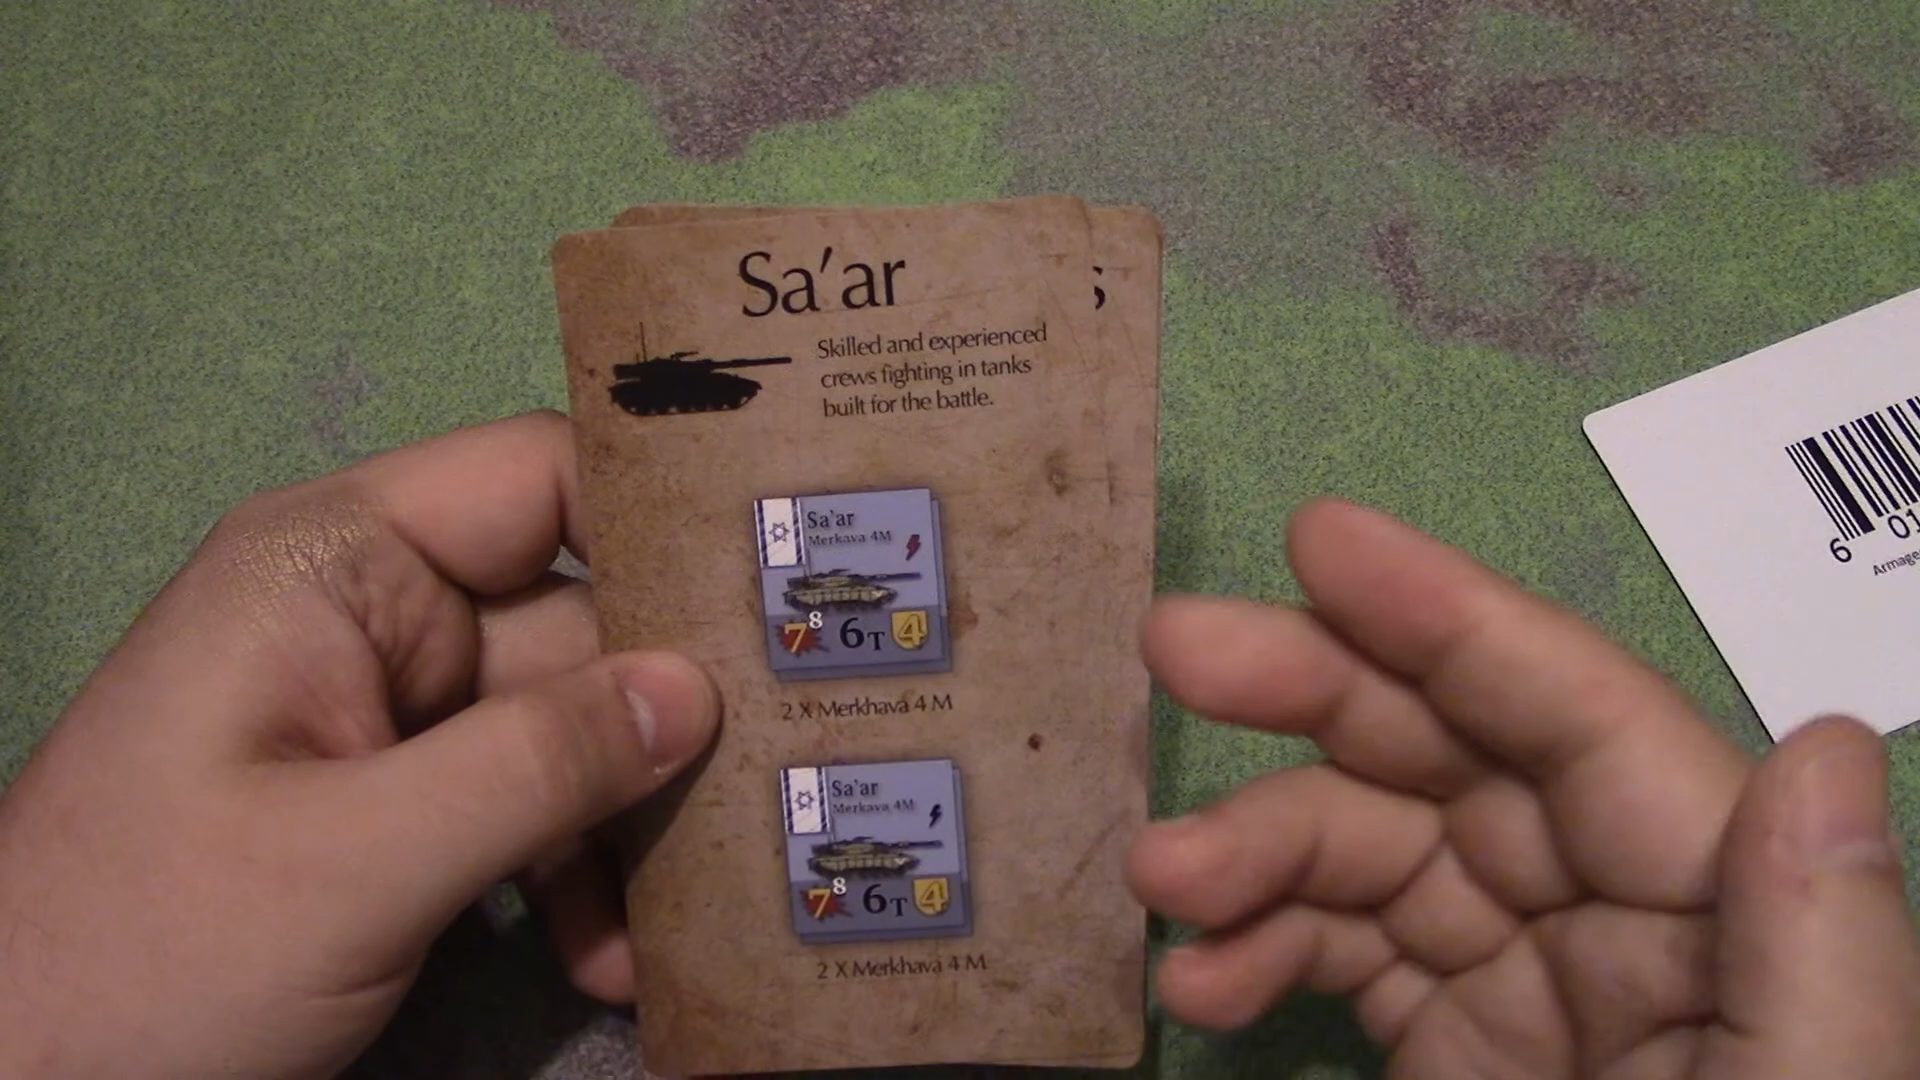 Sa'ar
s
Skilled and experienced
crews fighting in tanks
built for the battle.
Sa'ar
Merkava 4M
7 8 6T 4
2 X Merkhava 4 M
Sa'ar
Merkava 4M
7 8 6T 4
2 X Merkhava 4 M
6 01
Armage